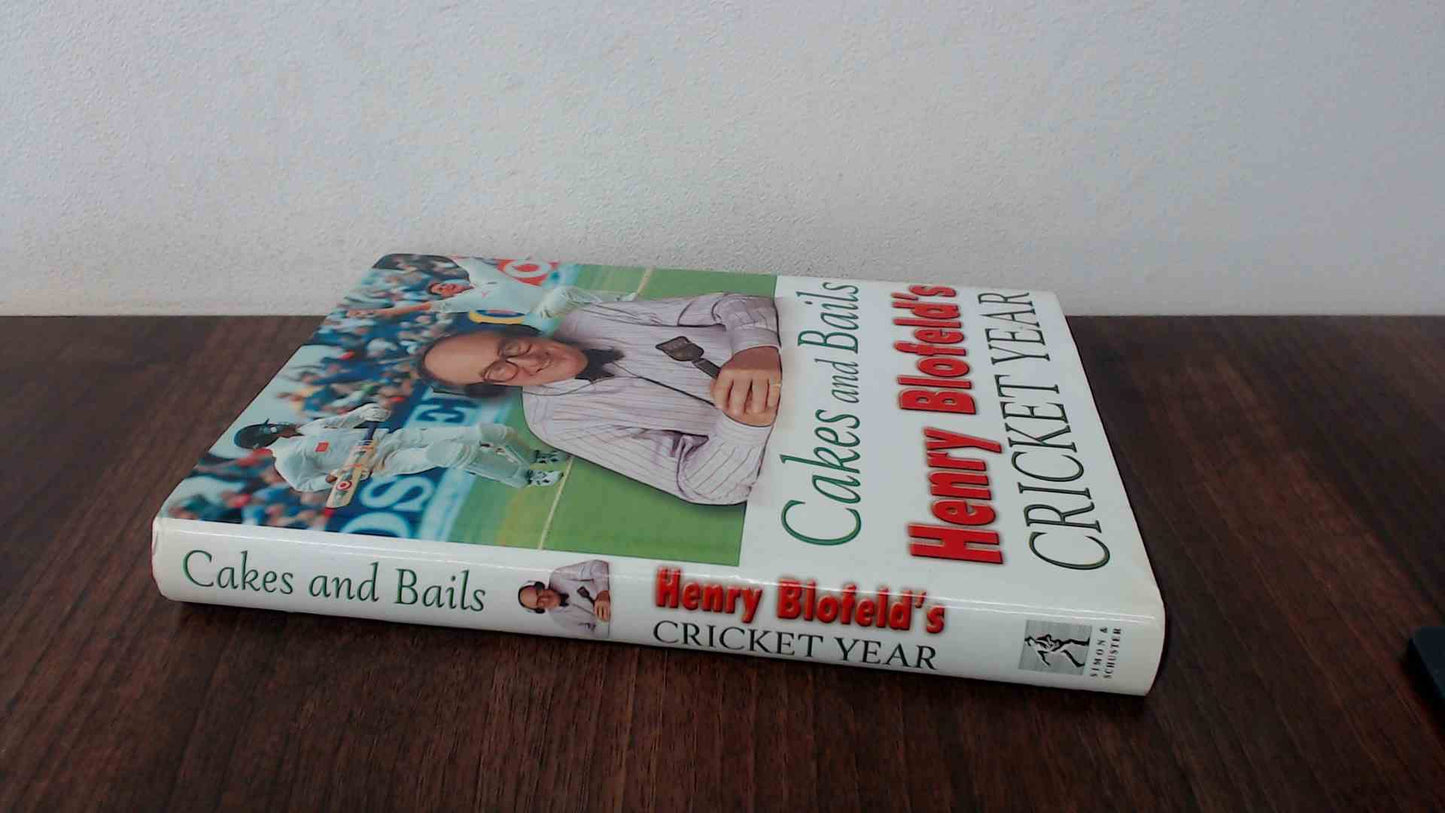 Cakes and Bails
Henry Blofeld's
CRICKET YEAR
Cakes and Bails
Henry Blofeld's
CRICKET YEAR
SIMON &
SCHUSTER